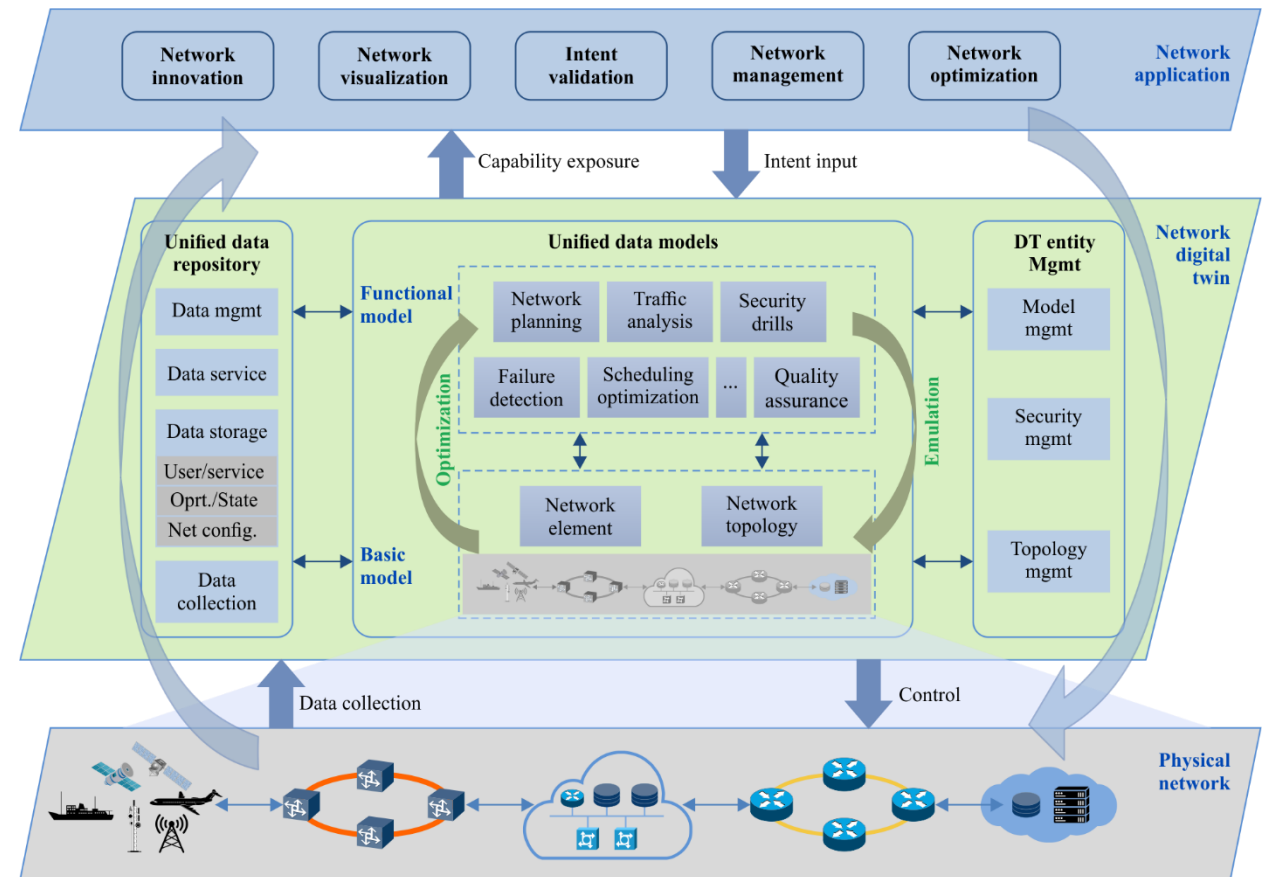 Network
innovation
Network
visualization
Intent
validation
Network
management
Network
optimization
Network
application
Capability exposure
Intent input
Unified data
repository
Data mgmt
Data service
Data storage
User/service
Oprt./State
Net config.
Data
collection
Unified data models
Functional
model
Network
planning
Traffic
analysis
Security
drills
Failure
detection
Scheduling
optimization
...
Quality
assurance
Optimization
Emulation
Basic
model
Network
element
Network
topology
DT entity
Mgmt
Model
mgmt
Security
mgmt
Topology
mgmt
Network
digital
twin
Data collection
Control
Physical
network